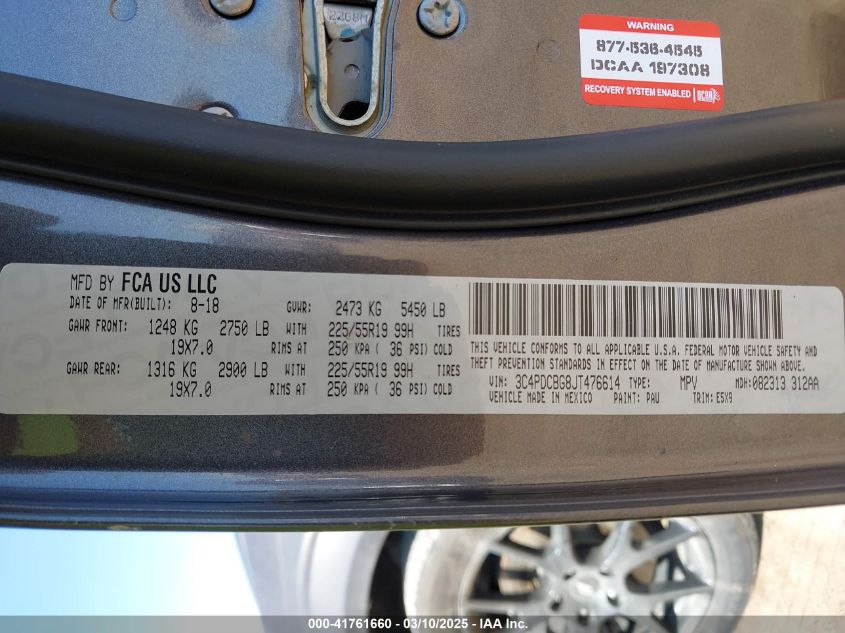 2268M
WARNING
877-536-4545
DCAA 197308
RECOVERY SYSTEM ENABLED DCAA
MFD BY FCA US LLC
DATE OF MFR(BUILT): 8-18 GVWR: 2473 KG 5450 LB
GAWR FRONT: 1248 KG 2750 LB WITH 225/55R19 99H TIRES
19X7.0 RIMS AT 250 KPA ( 36 PSI) COLD
GAWR REAR: 1316 KG 2900 LB WITH 225/55R19 99H TIRES
19X7.0 RIMS AT 250 KPA ( 36 PSI) COLD
THIS VEHICLE CONFORMS TO ALL APPLICABLE U.S.A. FEDERAL MOTOR VEHICLE SAFETY AND
THEFT PREVENTION STANDARDS IN EFFECT ON THE DATE OF MANUFACTURE SHOWN ABOVE.
VIN: 3C4PDCBG8JT476614 TYPE: MPV MDH: 082313 312AA
VEHICLE MADE IN MEXICO PAINT: PAU TRIM: E5X9
000-41761660 - 03/10/2025 - IAA Inc.